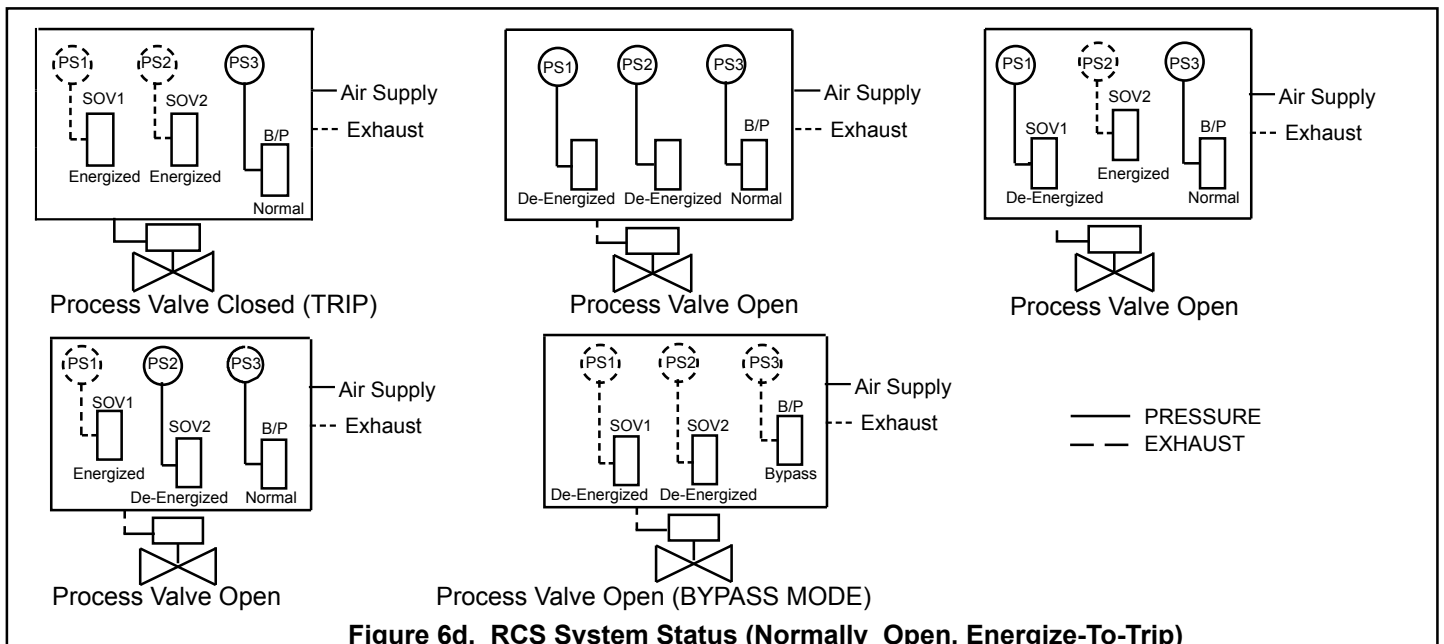 PS1 PS2 PS3
SOV1 SOV2 B/P
Energized Energized Normal
Air Supply
Exhaust
Process Valve Closed (TRIP)
PS1 PS2 PS3
B/P
De-Energized De-Energized Normal
Air Supply
Exhaust
Process Valve Open
PS1 PS2 PS3
SOV1 SOV2 B/P
De-Energized Energized Normal
Air Supply
Exhaust
Process Valve Open
PS1 PS2 PS3
SOV1 SOV2 B/P
Energized De-Energized Normal
Air Supply
Exhaust
Process Valve Open
PS1 PS2 PS3
SOV1 SOV2 B/P
De-Energized De-Energized Bypass
Air Supply
Exhaust
Process Valve Open (BYPASS MODE)
PRESSURE
EXHAUST
Figure 6d. RCS System Status (Normally Open, Energize-To-Trip)